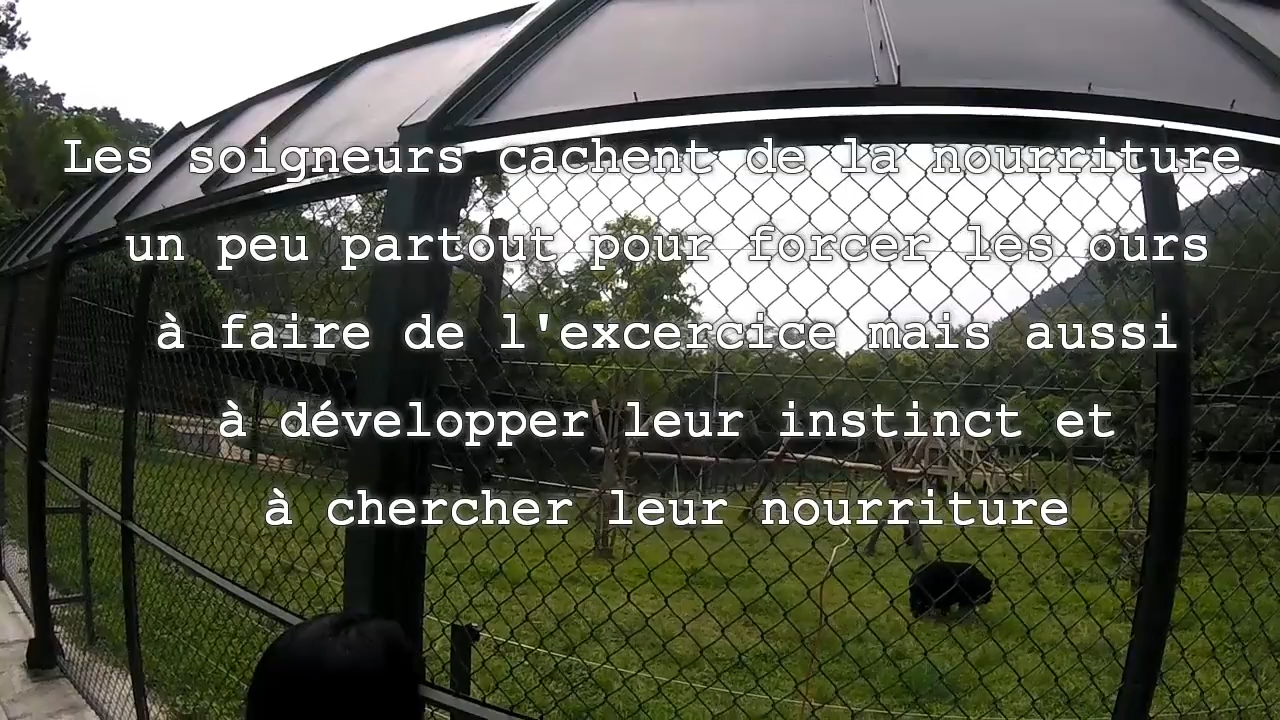 Les soigneurs cachent de la nourriture
un peu partout pour forcer les ours
à faire de l'excercice mais aussi
à développer leur instinct et
à chercher leur nourriture